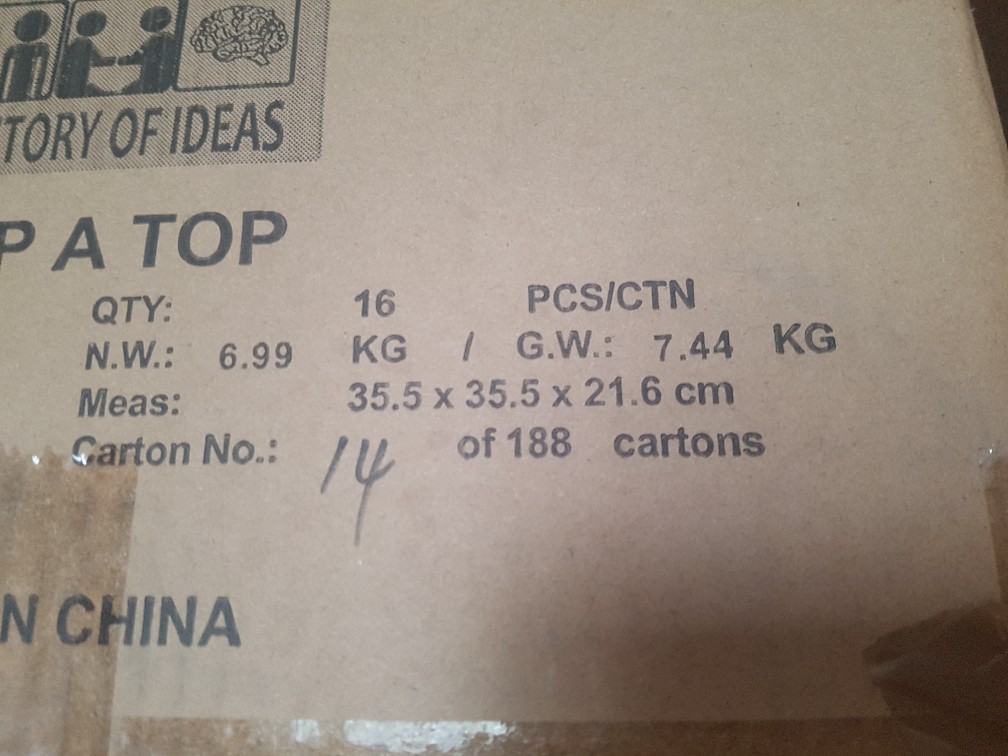 TORY OF IDEAS
P A TOP
QTY: 16 PCS/CTN
N.W.: 6.99 KG / G.W.: 7.44 KG
Meas: 35.5 x 35.5 x 21.6 cm
Carton No.: 14 of 188 cartons
N CHINA